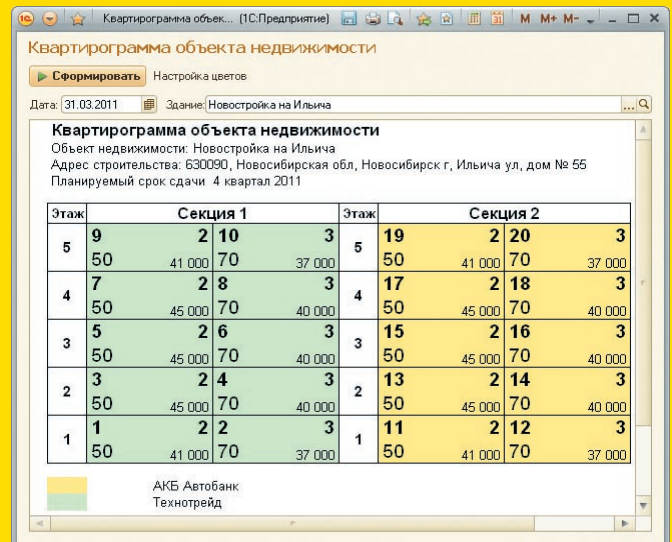 Квартирограмма объек... (1С:Предприятие) M M+ M-
Квартирограмма объекта недвижимости
Сформировать Настройка цветов
Дата: 31.03.2011 Здание: Новостройка на Ильича ...
Квартирограмма объекта недвижимости
Объект недвижимости: Новостройка на Ильича
Адрес строительства: 630090, Новосибирская обл, Новосибирск г, Ильича ул, дом № 55
Планируемый срок сдачи 4 квартал 2011
Этаж Секция 1 Этаж Секция 2
5 9 2 10 3 5 19 2 20 3
50 41 000 70 37 000 50 41 000 70 37 000
4 7 2 8 3 4 17 2 18 3
50 45 000 70 40 000 50 45 000 70 40 000
3 5 2 6 3 3 15 2 16 3
50 45 000 70 40 000 50 45 000 70 40 000
2 3 2 4 3 2 13 2 14 3
50 45 000 70 40 000 50 45 000 70 40 000
1 1 2 2 3 1 11 2 12 3
50 41 000 70 37 000 50 41 000 70 37 000
АКБ Автобанк
Технотрейд